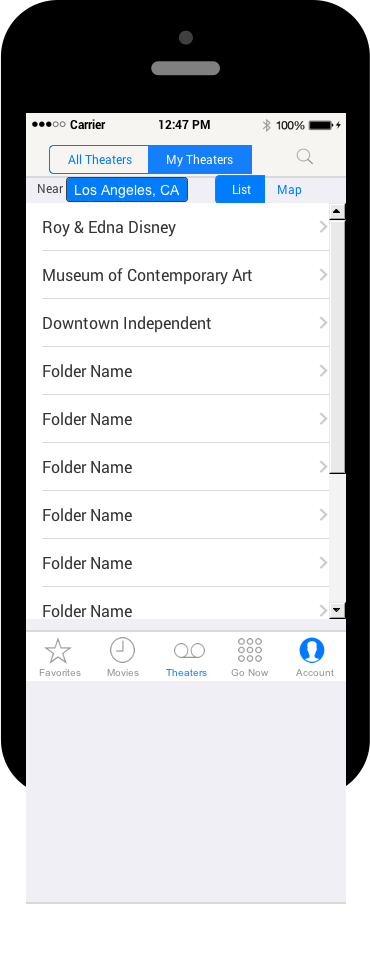 Carrier 12:47 PM 100%
All Theaters My Theaters
Near Los Angeles, CA List Map
Roy & Edna Disney
Museum of Contemporary Art
Downtown Independent
Folder Name
Folder Name
Folder Name
Folder Name
Folder Name
Folder Name
Favorites Movies Theaters Go Now Account